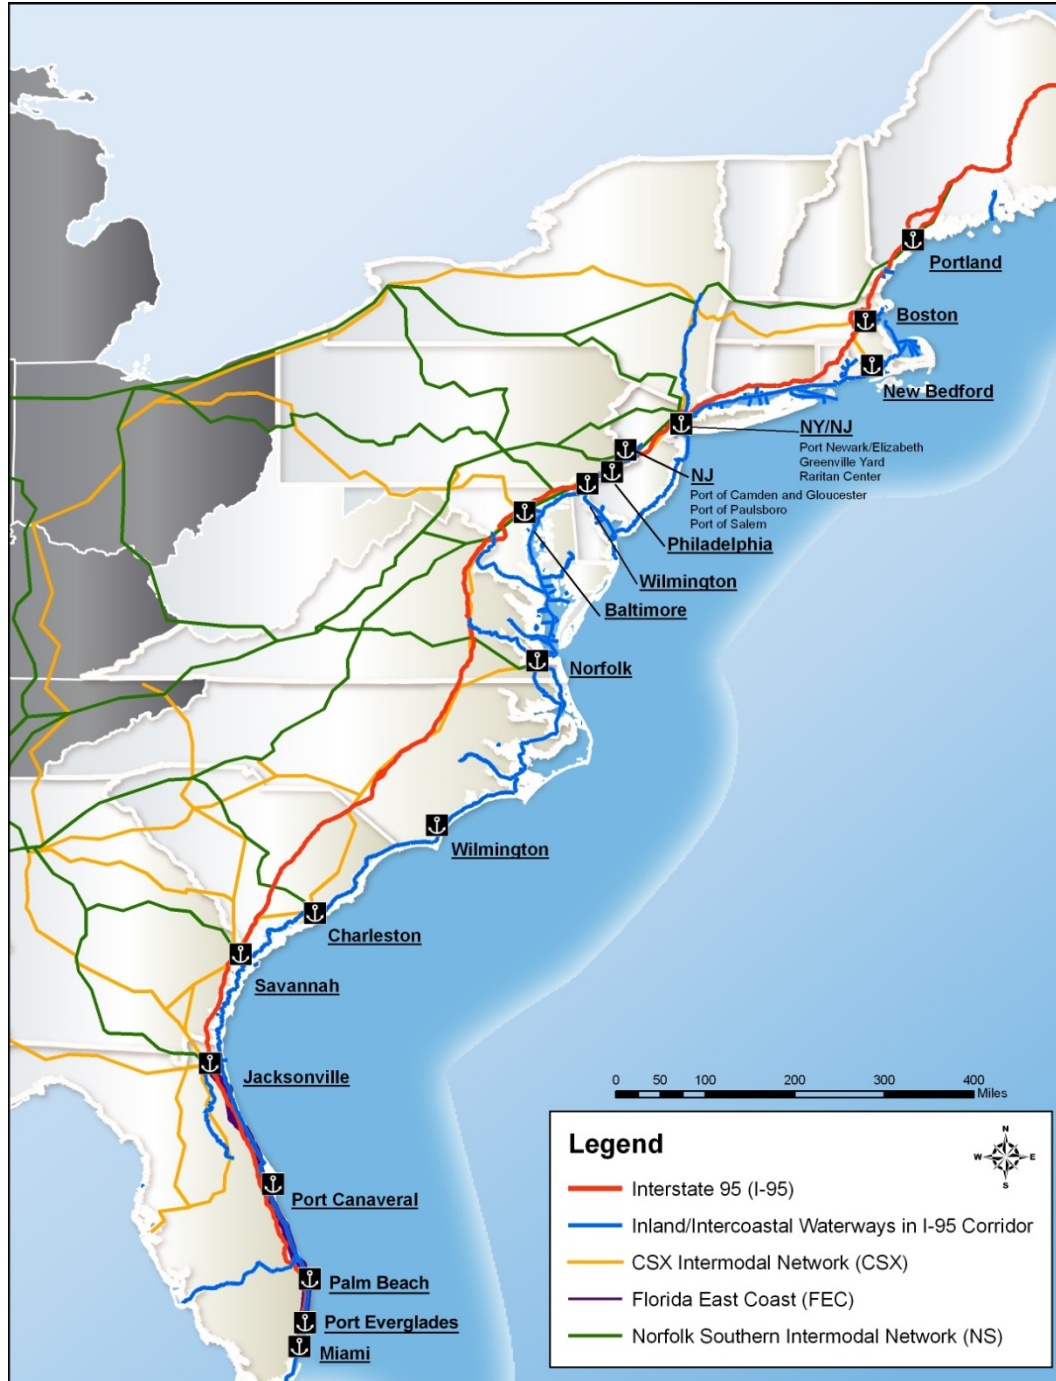 Portland
Boston
New Bedford
NY/NJ
Port Newark/Elizabeth
Greenville Yard
Raritan Center
NJ
Port of Camden and Gloucester
Port of Paulsboro
Port of Salem
Philadelphia
Wilmington
Baltimore
Norfolk
Wilmington
Charleston
Savannah
Jacksonville
Port Canaveral
Palm Beach
Port Everglades
Miami
0 50 100 200 300 400
Miles
Legend
N
W E
S
Interstate 95 (I-95)
Inland/Intercoastal Waterways in I-95 Corridor
CSX Intermodal Network (CSX)
Florida East Coast (FEC)
Norfolk Southern Intermodal Network (NS)